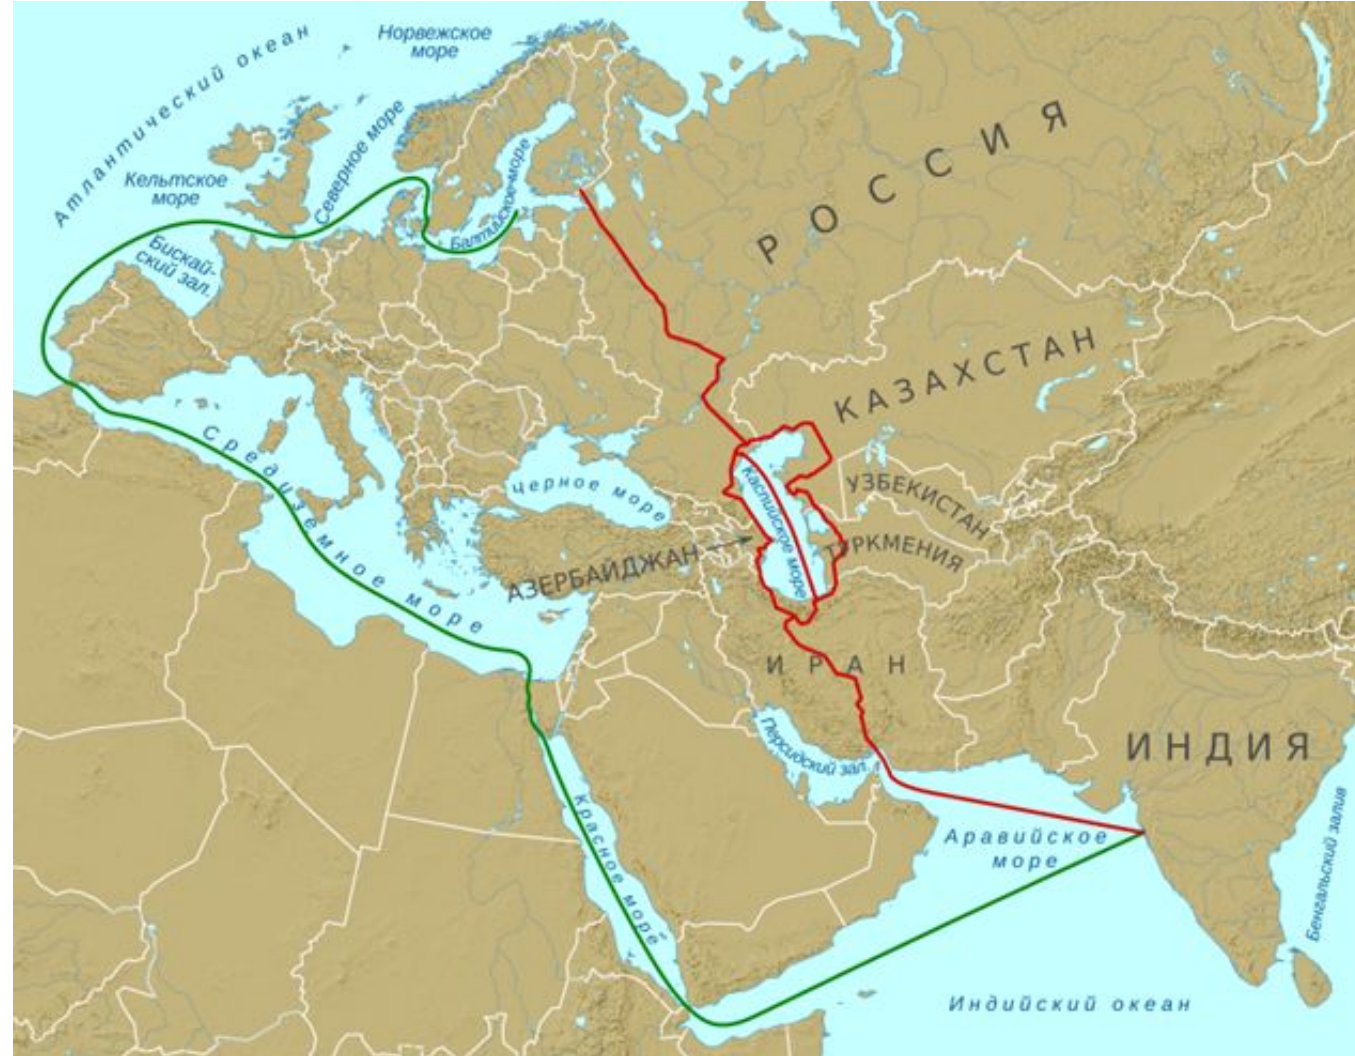 Норвежское
море
Атлантический океан
Северное море
Балтийское море
Кельтское
море
Бискай-
ский зал.
РОССИЯ
КАЗАХСТАН
Средиземное море
черное море
УЗБЕКИСТАН
Каспийское море
ТУРКМЕНИЯ
АЗЕРБАЙДЖАН
ИРАН
Персидский зал.
ИНДИЯ
Красное море
Аравийское
море
Бенгальский залив
Индийский океан